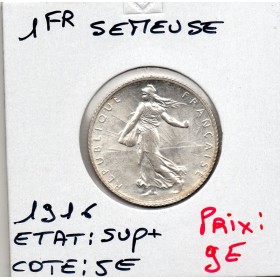 1FR SEMEUSE
REPUBLIQUE FRANÇAISE
1916
ETAT: SUP+
COTE: 5E
Prix:
9E